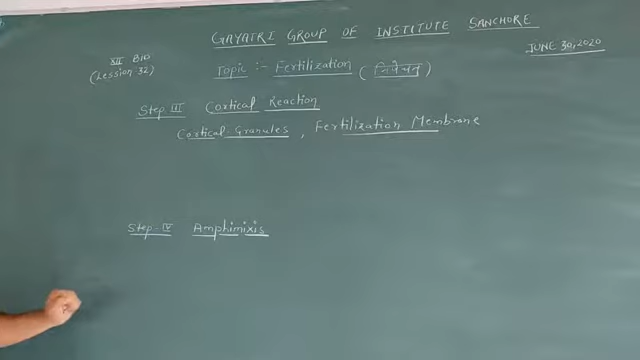 GAYATRI GROUP OF INSTITUTE SANCHORE
XII BIO
(Lession 32)
JUNE 30, 2020
Topic :- Fertilization (निषेचन)
Step III Cortical Reaction
Cortical Granules, Fertilization Membrane
Step-IV Amphimixis